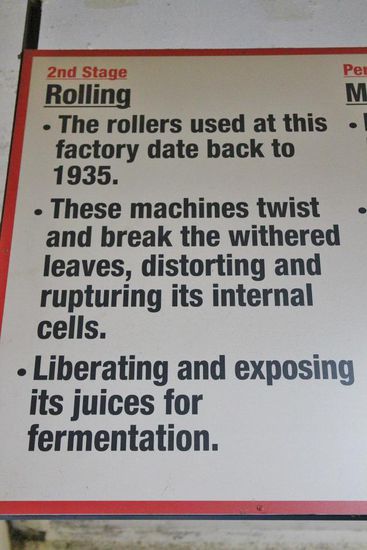 2nd Stage
Rolling
• The rollers used at this
factory date back to
1935.
• These machines twist
and break the withered
leaves, distorting and
rupturing its internal
cells.
• Liberating and exposing
its juices for
fermentation.